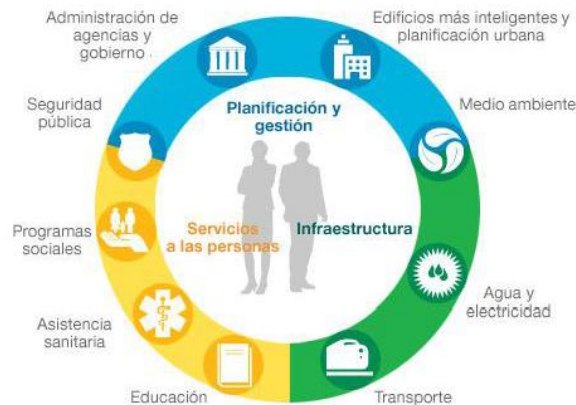 Administración de
agencias y
gobierno
Edificios más inteligentes y
planificación urbana
Seguridad
pública
Planificación y
gestión
Medio ambiente
Programas
sociales
Servicios
a las personas
Infraestructura
Asistencia
sanitaria
Agua y
electricidad
Educación
Transporte